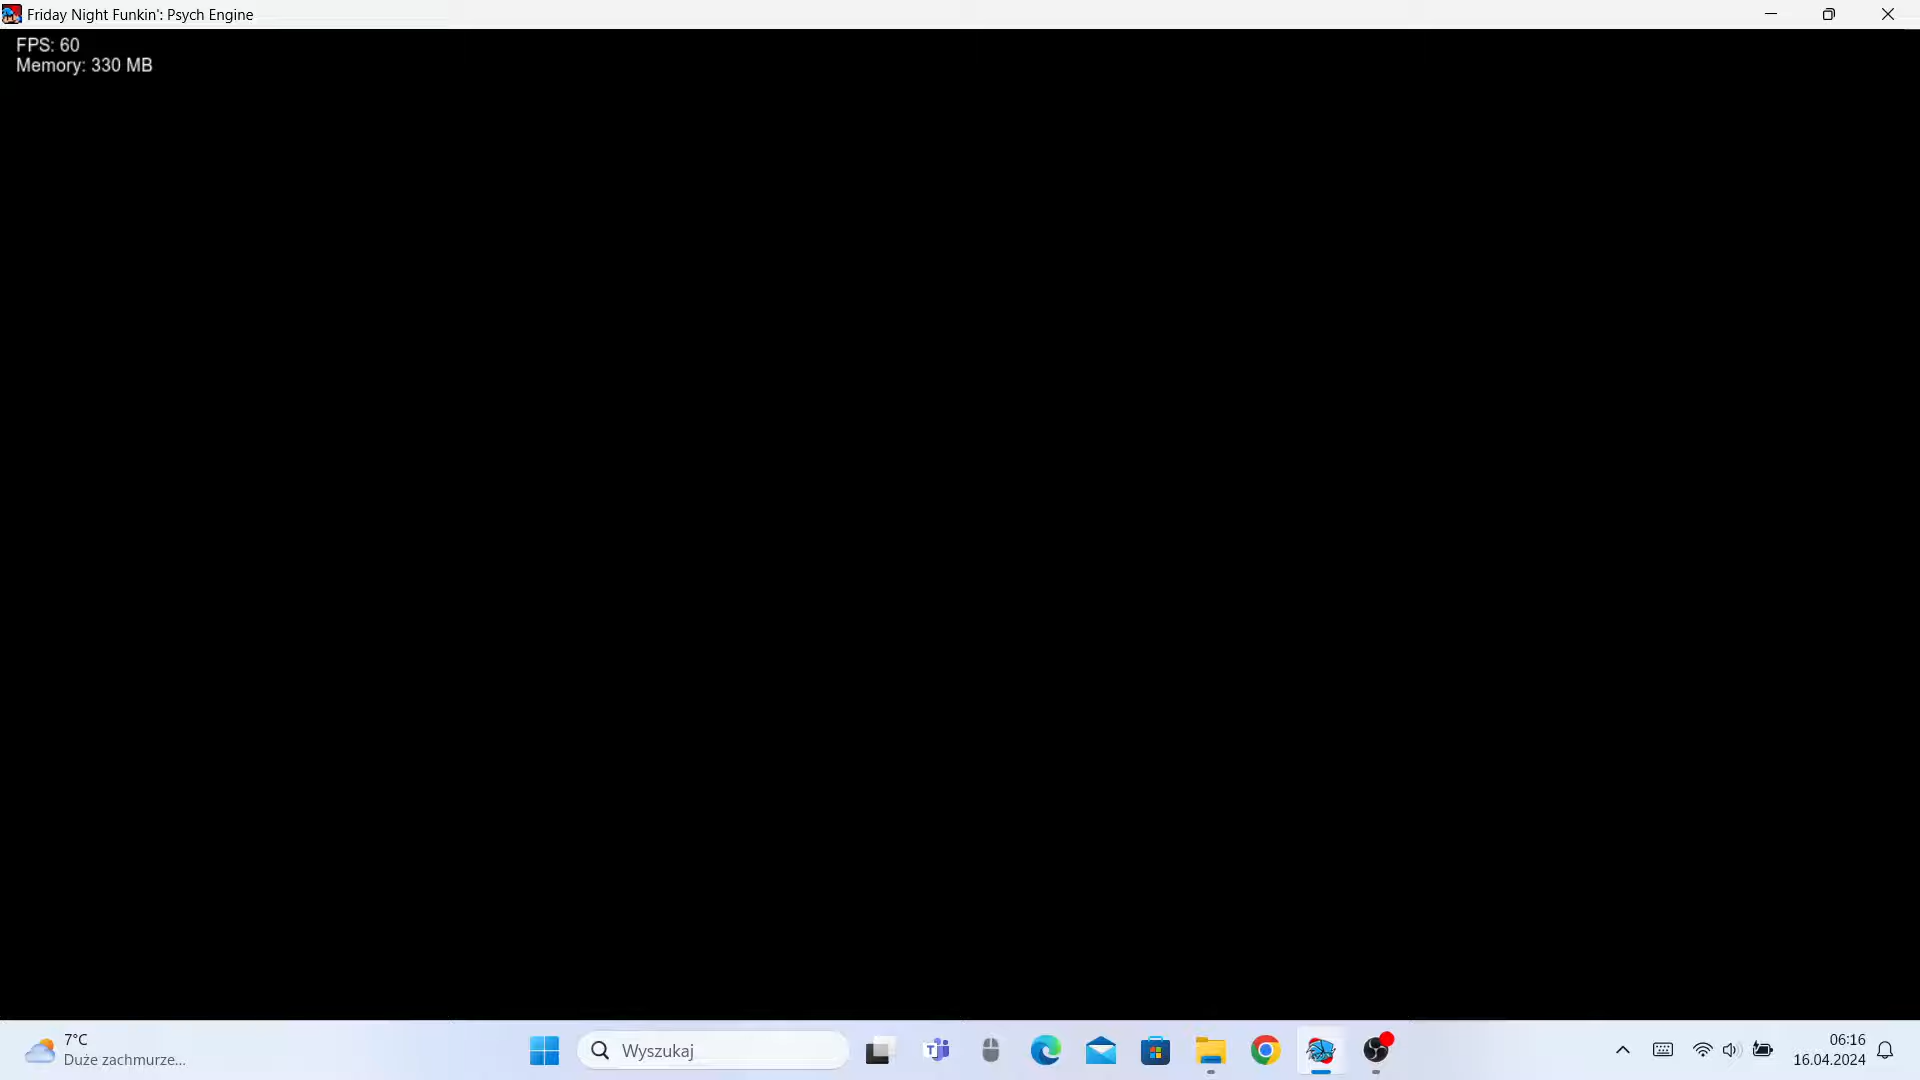 Friday Night Funkin': Psych Engine
FPS: 60
Memory: 330 MB
7°C
Duże zachmurze...
Wyszukaj
06:16
16.04.2024